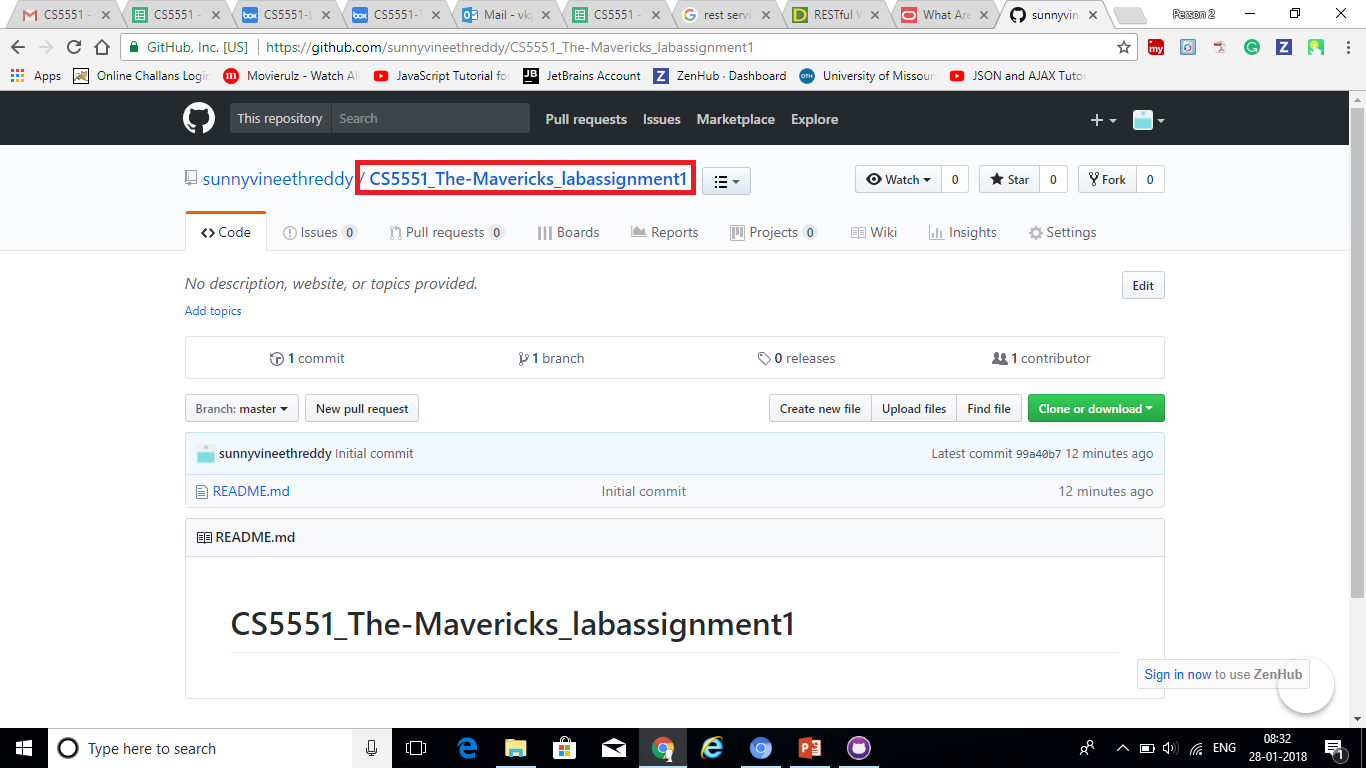 CS5551 - CS5551 - CS5551-L CS5551-T Mail - vkp CS5551 - rest servi RESTful W What Are sunnyvin Person 2
GitHub, Inc. [US] https://github.com/sunnyvineethreddy/CS5551_The-Mavericks_labassignment1
Apps Online Challans Login Movierulz - Watch All JavaScript Tutorial for JetBrains Account ZenHub · Dashboard University of Missour JSON and AJAX Tutor
This repository Search Pull requests Issues Marketplace Explore
sunnyvineethreddy / CS5551_The-Mavericks_labassignment1 Watch 0 Star 0 Fork 0
Code Issues 0 Pull requests 0 Boards Reports Projects 0 Wiki Insights Settings
No description, website, or topics provided. Edit
Add topics
1 commit 1 branch 0 releases 1 contributor
Branch: master New pull request Create new file Upload files Find file Clone or download
sunnyvineethreddy Initial commit Latest commit 99a40b7 12 minutes ago
README.md Initial commit 12 minutes ago
README.md
CS5551_The-Mavericks_labassignment1
Sign in now to use ZenHub
Type here to search ENG 08:32
28-01-2018 1